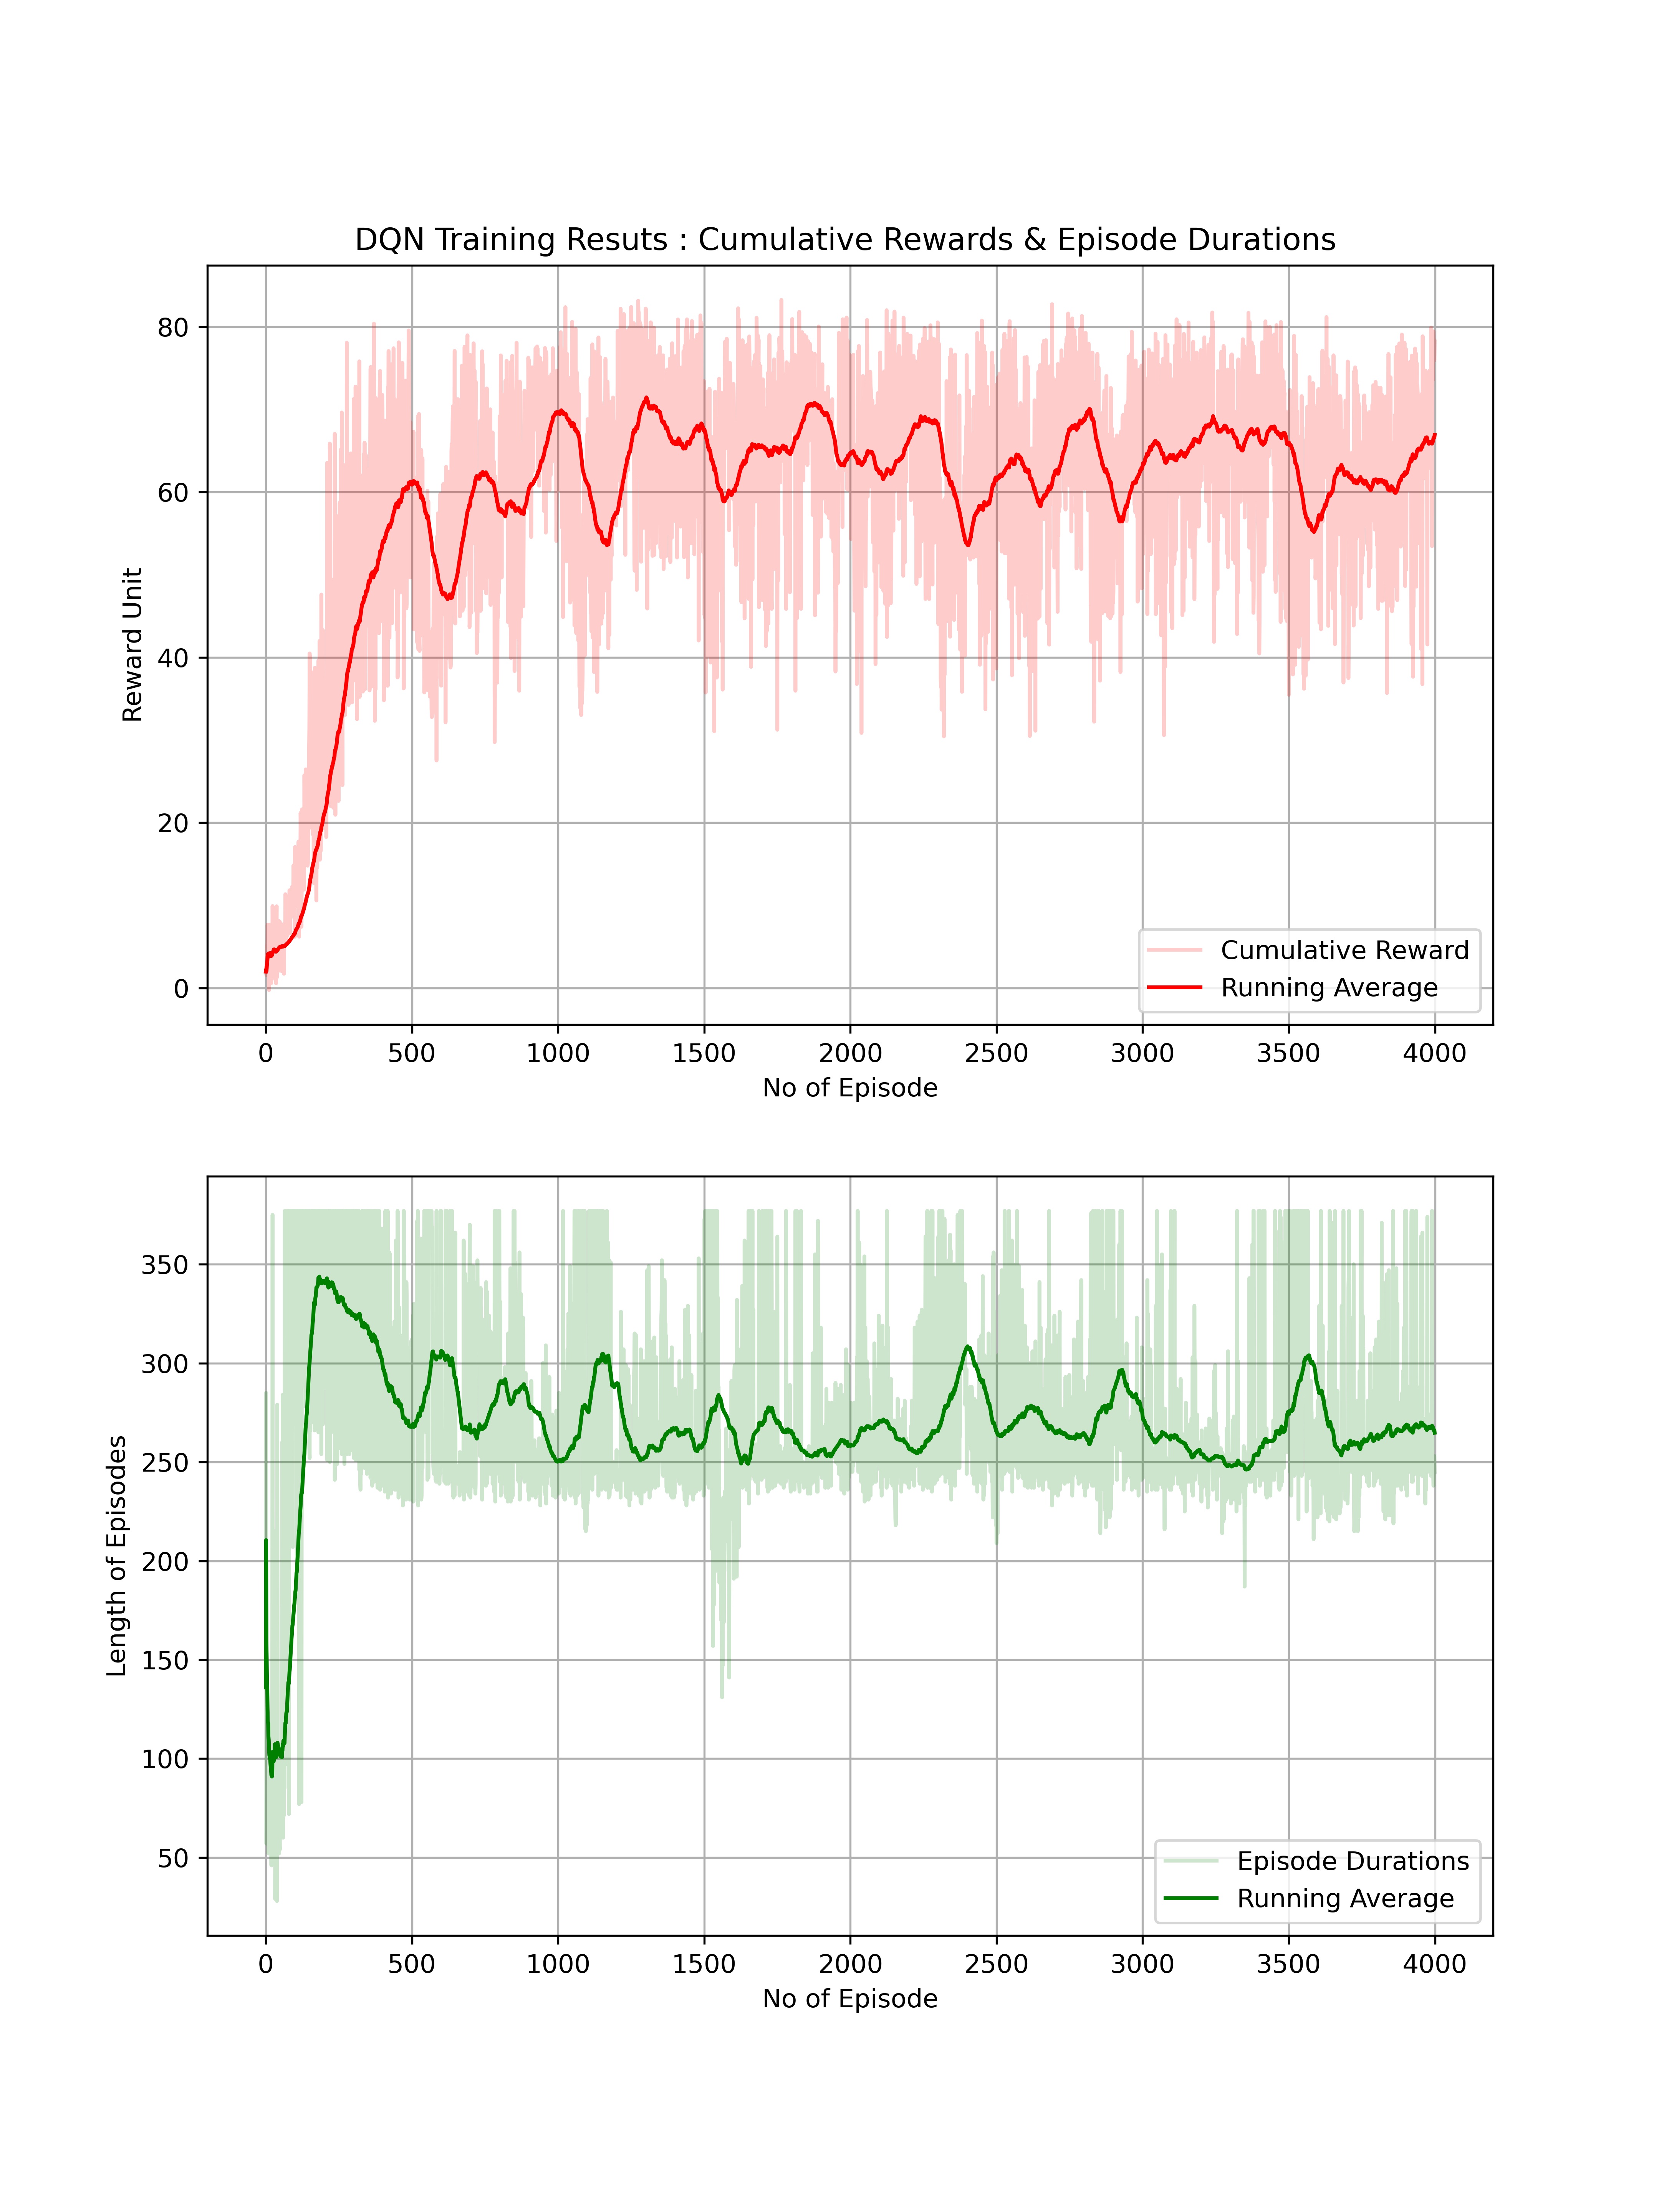 DQN Training Resuts : Cumulative Rewards & Episode Durations
80
60
40
20
0
Reward Unit
Cumulative Reward
Running Average
0 500 1000 1500 2000 2500 3000 3500 4000
No of Episode
350
300
250
200
150
100
50
Length of Episodes
Episode Durations
Running Average
0 500 1000 1500 2000 2500 3000 3500 4000
No of Episode